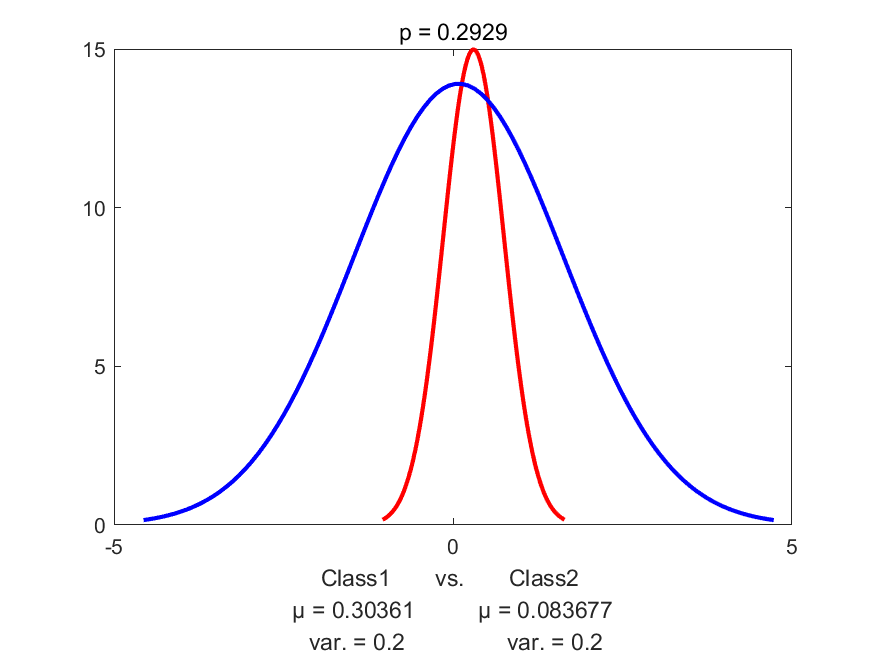 p = 0.2929
15
10
5
0
-5 0 5
Class1 vs. Class2
μ = 0.30361 μ = 0.083677
var. = 0.2 var. = 0.2